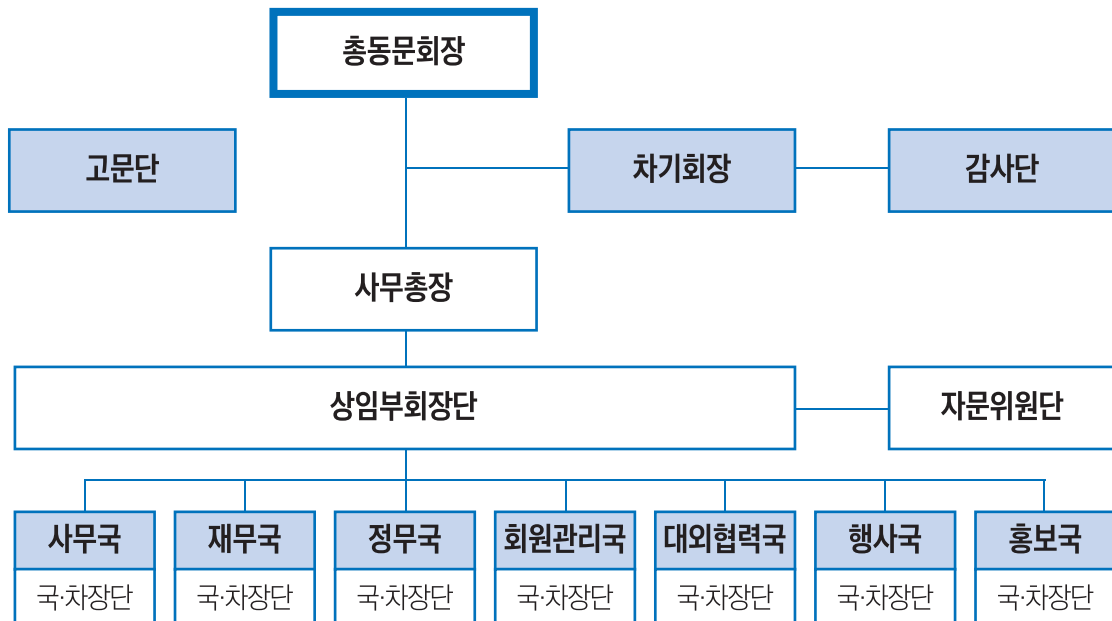 총동문회장
고문단
차기회장
감사단
사무총장
상임부회장단
자문위원단
사무국
재무국
정무국
회원관리국
대외협력국
행사국
홍보국
국·차장단
국·차장단
국·차장단
국·차장단
국·차장단
국·차장단
국·차장단